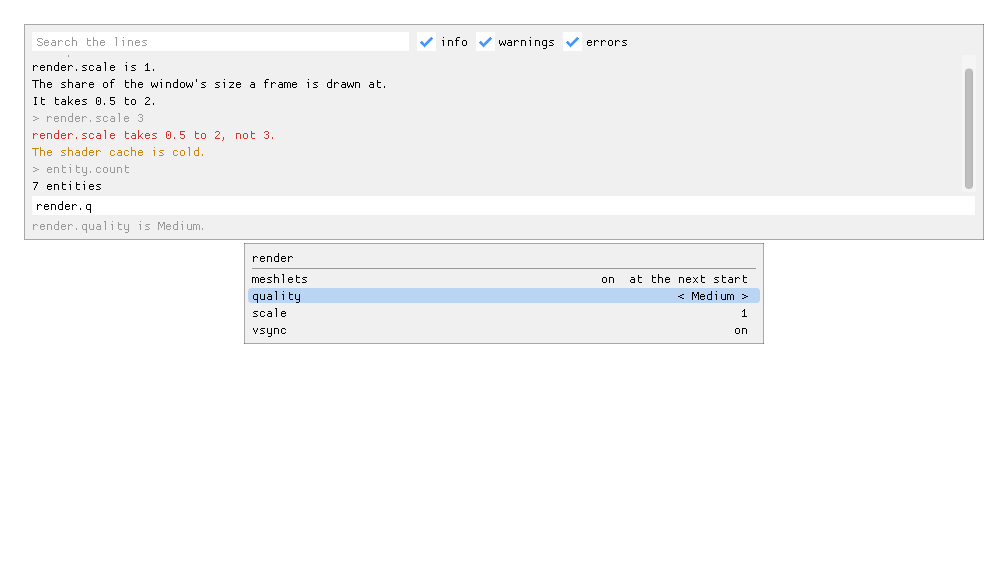 Search the lines
info
warnings
errors
render.scale is 1.
The share of the window's size a frame is drawn at.
It takes 0.5 to 2.
> render.scale 3
render.scale takes 0.5 to 2, not 3.
The shader cache is cold.
> entity.count
7 entities
render.q
render.quality is Medium.
render
meshlets on at the next start
quality < Medium >
scale 1
vsync on